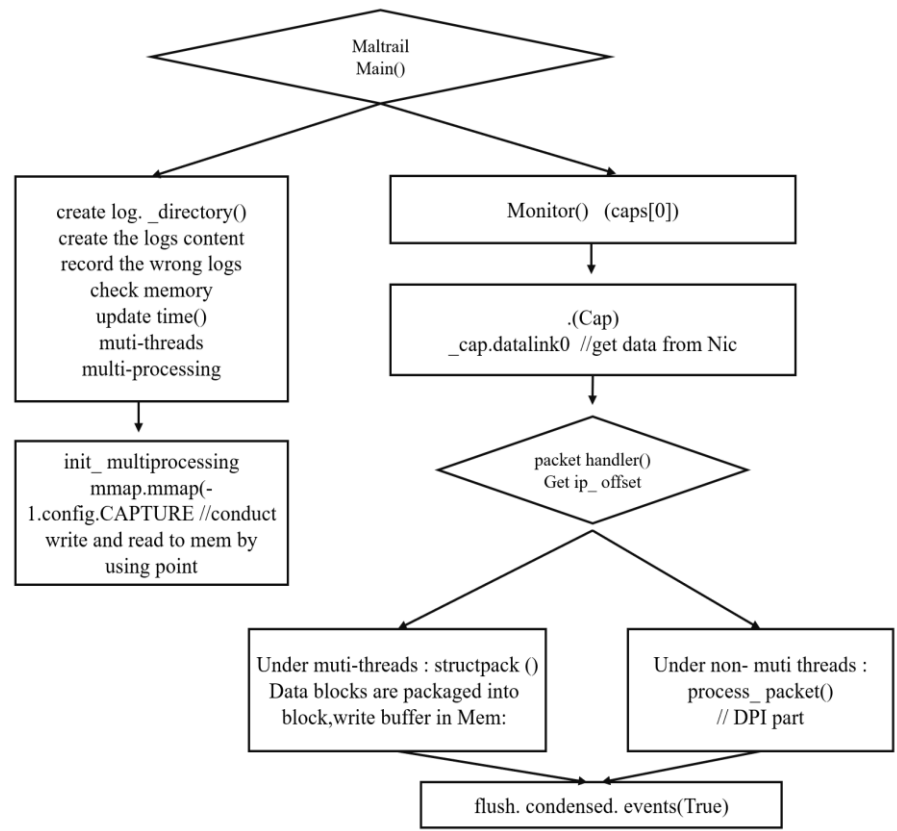 Maltrail
Main()
create log. _directory()
create the logs content
record the wrong logs
check memory
update time()
muti-threads
multi-processing
init_ multiprocessing
mmap.mmap(-
1.config.CAPTURE //conduct
write and read to mem by
using point
Monitor() (caps[0])
.(Cap)
_cap.datalink0 //get data from Nic
packet handler()
Get ip_ offset
Under muti-threads : structpack ()
Data blocks are packaged into
block,write buffer in Mem:
Under non- muti threads :
process_ packet()
// DPI part
flush. condensed. events(True)